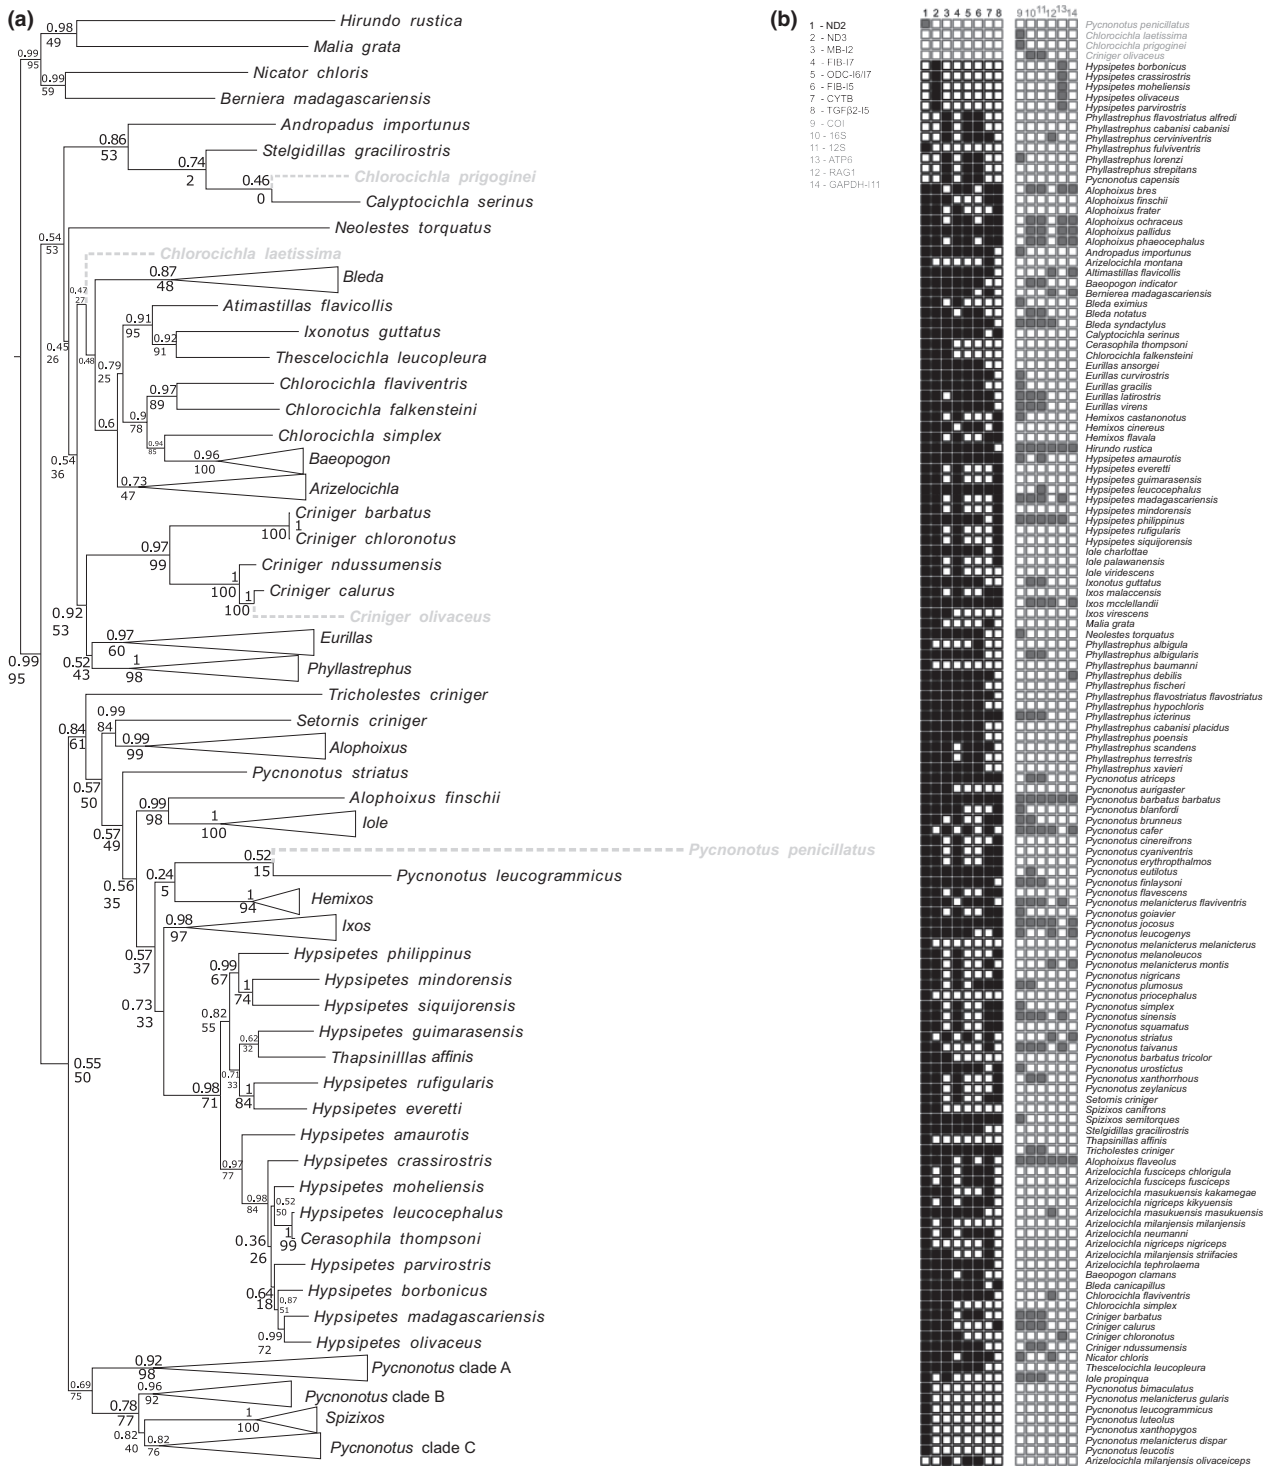 (a)
0.98
49
Hirundo rustica
Malia grata
0.99
95
0.99
59
Nicator chloris
Berniera madagascariensis
0.86
53
Andropadus importunus
0.74
2
Stelgidillas gracilirostris
0.46
0
Chlorocichla prigoginei
Calyptocichla serinus
0.54
53
Neolestes torquatus
Chlorocichla laetissima
0.47
27
0.87
48
Bleda
0.45
26
0.48
0.91
95
Atimastillas flavicollis
0.92
91
Ixonotus guttatus
Thescelocichla leucopleura
0.79
25
0.97
89
Chlorocichla flaviventris
Chlorocichla falkensteini
0.6
0.9
78
0.94
85
Chlorocichla simplex
0.96
100
Baeopogon
0.54
36
0.73
47
Arizelocichla
Criniger barbatus
1
100
Criniger chloronotus
0.97
99
Criniger ndussumensis
1
100
Criniger calurus
1
100
Criniger olivaceus
0.92
53
0.97
60
Eurillas
0.99
95
0.52
43
1
98
Phyllastrephus
Tricholestes criniger
0.84
61
0.99
84
Setornis criniger
0.99
99
Alophoixus
0.57
50
Pycnonotus striatus
0.99
98
Alophoixus finschii
0.57
49
1
100
Iole
0.52
15
Pycnonotus penicillatus
0.56
35
0.24
5
Pycnonotus leucogrammicus
1
94
Hemixos
0.98
97
Ixos
0.57
37
0.99
67
Hypsipetes philippinus
1
74
Hypsipetes mindorensis
Hypsipetes siquijorensis
0.73
33
0.82
55
Hypsipetes guimarasensis
0.62
32
Thapsinilllas affinis
0.71
33
Hypsipetes rufigularis
0.98
71
1
84
Hypsipetes everetti
0.55
50
Hypsipetes amaurotis
0.97
77
Hypsipetes crassirostris
0.98
84
Hypsipetes moheliensis
0.52
50
Hypsipetes leucocephalus
1
99
Cerasophila thompsoni
0.36
26
Hypsipetes parvirostris
0.64
18
Hypsipetes borbonicus
0.87
51
Hypsipetes madagascariensis
0.99
72
Hypsipetes olivaceus
0.92
98
Pycnonotus clade A
0.69
75
0.96
92
Pycnonotus clade B
0.78
77
1
100
Spizixos
0.82
40
0.82
76
Pycnonotus clade C
(b)
1 - ND2
2 - ND3
3 - MB-I2
4 - FIB-I7
5 - ODC-I6/I7
6 - FIB-I5
7 - CYTB
8 - TGFβ2-I5
9 - COI
10 - 16S
11 - 12S
13 - ATP6
12 - RAG1
14 - GAPDH-I11
1 2 3 4 5 6 7 8 9 10 11 12 13 14
Pycnonotus penicillatus
Chlorocichla laetissima
Chlorocichla prigoginei
Criniger olivaceus
Hypsipetes borbonicus
Hypsipetes crassirostris
Hypsipetes moheliensis
Hypsipetes olivaceus
Hypsipetes parvirostris
Phyllastrephus flavostriatus alfredi
Phyllastrephus cabanisi cabanisi
Phyllastrephus cerviniventris
Phyllastrephus fulviventris
Phyllastrephus lorenzi
Phyllastrephus strepitans
Pycnonotus capensis
Alophoixus bres
Alophoixus finschii
Alophoixus frater
Alophoixus ochraceus
Alophoixus pallidus
Alophoixus phaeocephalus
Andropadus importunus
Arizelocichla montana
Altimastillas flavicollis
Baeopogon indicator
Bernierea madagascariensis
Bleda eximius
Bleda notatus
Bleda syndactylus
Calyptocichla serinus
Cerasophila thompsoni
Chlorocichla falkensteini
Eurillas ansorgei
Eurillas curvirostris
Eurillas gracilis
Eurillas latirostris
Eurillas virens
Hemixos castanonotus
Hemixos cinereus
Hemixos flavala
Hirundo rustica
Hypsipetes amaurotis
Hypsipetes everetti
Hypsipetes guimarasensis
Hypsipetes leucocephalus
Hypsipetes madagascariensis
Hypsipetes mindorensis
Hypsipetes philippinus
Hypsipetes rufigularis
Hypsipetes siquijorensis
Iole charlottae
Iole palawanensis
Iole viridescens
Ixonotus guttatus
Ixos malaccensis
Ixos mcclellandii
Ixos virescens
Malia grata
Neolestes torquatus
Phyllastrephus albigula
Phyllastrephus albigularis
Phyllastrephus baumanni
Phyllastrephus debilis
Phyllastrephus fischeri
Phyllastrephus flavostriatus flavostriatus
Phyllastrephus hypochloris
Phyllastrephus icterinus
Phyllastrephus cabanisi placidus
Phyllastrephus poensis
Phyllastrephus scandens
Phyllastrephus terrestris
Phyllastrephus xavieri
Pycnonotus atriceps
Pycnonotus aurigaster
Pycnonotus barbatus barbatus
Pycnonotus blanfordi
Pycnonotus brunneus
Pycnonotus cafer
Pycnonotus cinereifrons
Pycnonotus cyaniventris
Pycnonotus erythropthalmos
Pycnonotus eutilotus
Pycnonotus finlaysoni
Pycnonotus flavescens
Pycnonotus melanicterus flaviventris
Pycnonotus goiavier
Pycnonotus jocosus
Pycnonotus leucogenys
Pycnonotus melanicterus melanicterus
Pycnonotus melanoleucos
Pycnonotus melanicterus montis
Pycnonotus nigricans
Pycnonotus plumosus
Pycnonotus priocephalus
Pycnonotus simplex
Pycnonotus sinensis
Pycnonotus squamatus
Pycnonotus striatus
Pycnonotus taivanus
Pycnonotus barbatus tricolor
Pycnonotus urostictus
Pycnonotus xanthorrhous
Pycnonotus zeylanicus
Setornis criniger
Spizixos canifrons
Spizixos semitorques
Stelgidillas gracilirostris
Thapsinillas affinis
Tricholestes criniger
Alophoixus flaveolus
Arizelocichla fusciceps chlorigula
Arizelocichla fusciceps fusciceps
Arizelocichla masukuensis kakamegae
Arizelocichla nigriceps kikyuensis
Arizelocichla masukuensis masukuensis
Arizelocichla milanjensis milanjensis
Arizelocichla neumanni
Arizelocichla nigriceps nigriceps
Arizelocichla milanjensis striifacies
Arizelocichla tephrolaema
Baeopogon clamans
Bleda canicapillus
Chlorocichla flaviventris
Chlorocichla simplex
Criniger barbatus
Criniger calurus
Criniger chloronotus
Criniger ndussumensis
Nicator chloris
Thescelocichla leucopleura
Iole propinqua
Pycnonotus bimaculatus
Pycnonotus melanicterus gularis
Pycnonotus leucogrammicus
Pycnonotus luteolus
Pycnonotus xanthopygos
Pycnonotus melanicterus dispar
Pycnonotus leucotis
Arizelocichla milanjensis olivaceiceps